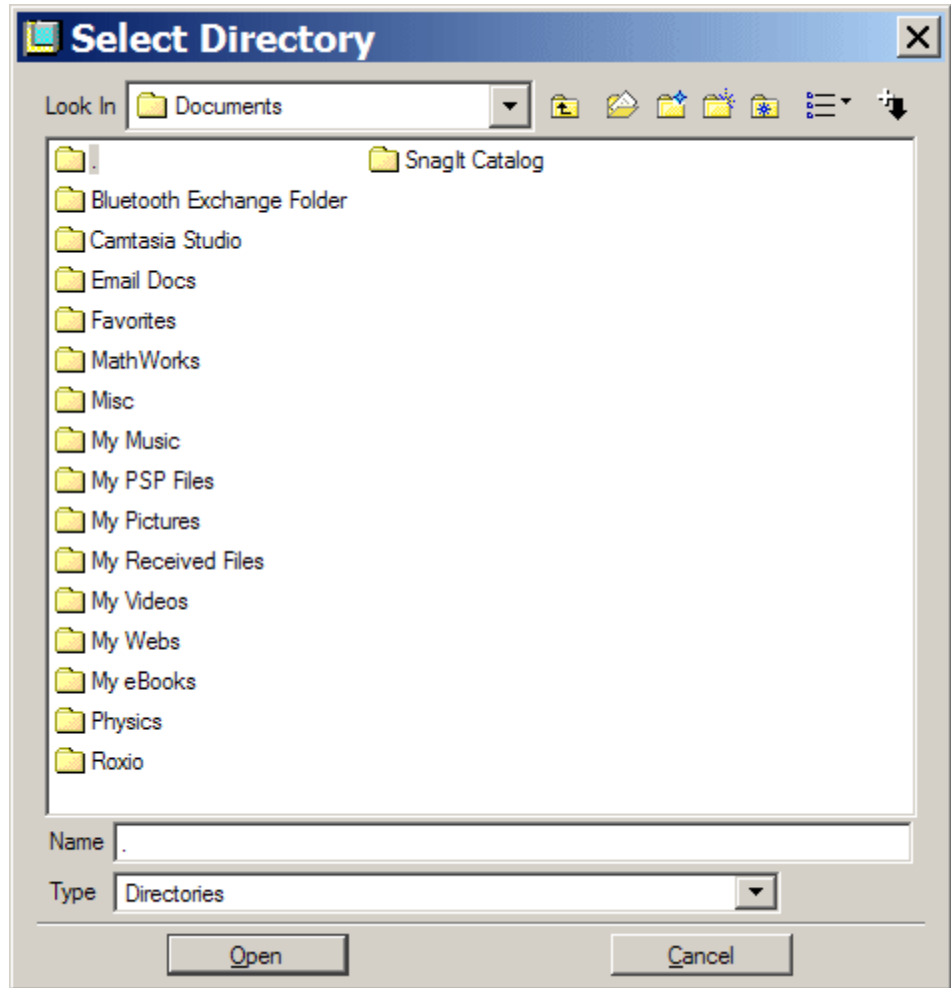 Select Directory
Look In Documents
.
Bluetooth Exchange Folder
Camtasia Studio
Email Docs
Favorites
MathWorks
Misc
My Music
My PSP Files
My Pictures
My Received Files
My Videos
My Webs
My eBooks
Physics
Roxio
SnagIt Catalog
Name .
Type Directories
Open Cancel